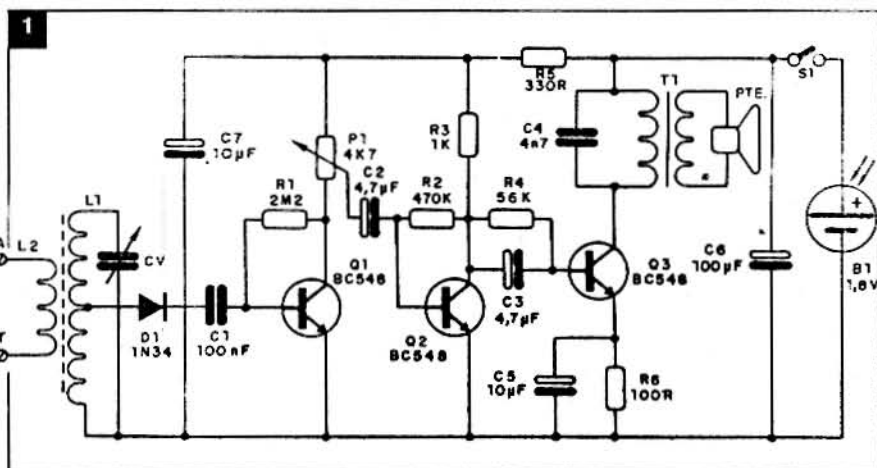 1
R5
330R
S1
T1
PTE.
C7
10µF
P1
4K7
R3
1K
C4
4n7
L1
C2
4,7µF
R2
470K
R4
56K
R1
2M2
A
L2
CV
+
Q1
BC548
Q3
BC548
C6
100µF
B1
1,8V
D1
1N34
C1
100nF
Q2
BC548
C3
4,7µF
C5
10µF
R6
100R
T